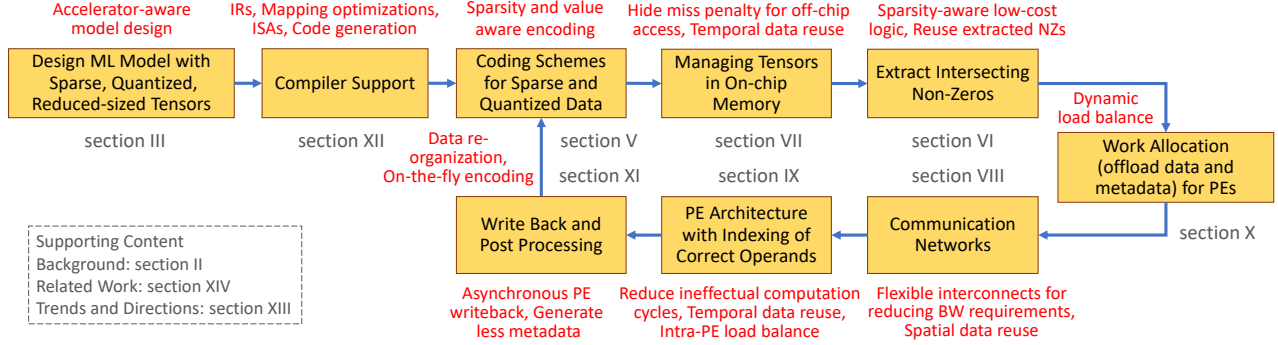 Accelerator-aware
model design
IRs, Mapping optimizations,
ISAs, Code generation
Sparsity and value
aware encoding
Hide miss penalty for off-chip
access, Temporal data reuse
Sparsity-aware low-cost
logic, Reuse extracted NZs
Design ML Model with
Sparse, Quantized,
Reduced-sized Tensors
Compiler Support
Coding Schemes
for Sparse and
Quantized Data
Managing Tensors
in On-chip
Memory
Extract Intersecting
Non-Zeros
Dynamic
load balance
section III
section XII
section V
section VII
section VI
Data re-
organization,
On-the-fly encoding
Work Allocation
(offload data and
metadata) for PEs
section XI
section IX
section VIII
Write Back and
Post Processing
PE Architecture
with Indexing of
Correct Operands
Communication
Networks
section X
Supporting Content
Background: section II
Related Work: section XIV
Trends and Directions: section XIII
Asynchronous PE
writeback, Generate
less metadata
Reduce ineffectual computation
cycles, Temporal data reuse,
Intra-PE load balance
Flexible interconnects for
reducing BW requirements,
Spatial data reuse